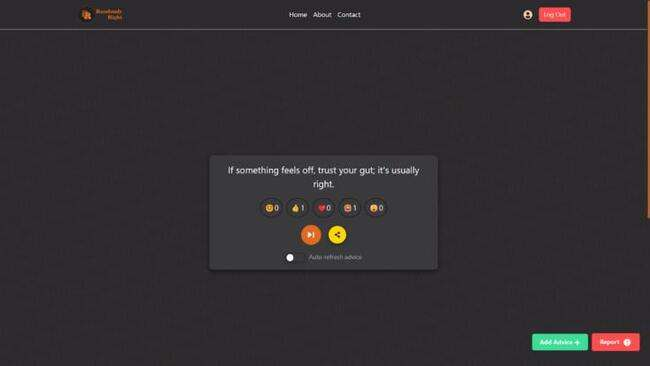 Home About Contact
Log Out
If something feels off, trust your gut; it's usually
right.
0 1 0 1 0
Auto refresh advice
Add Advice +
Report